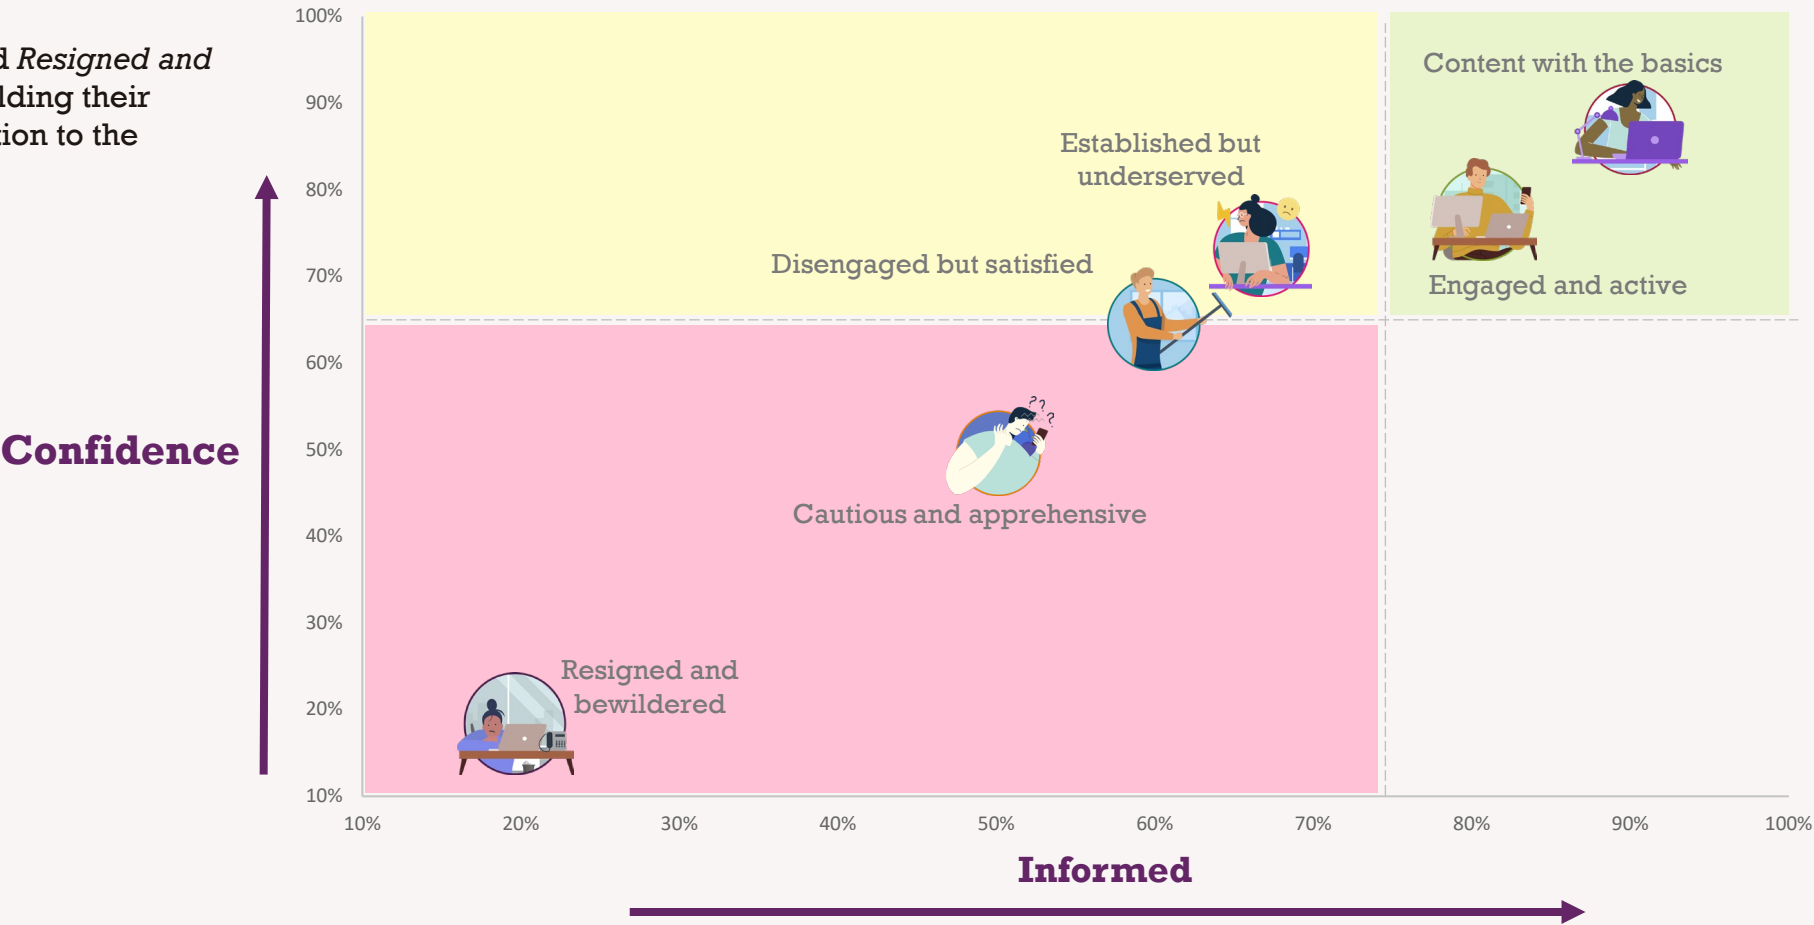 d Resigned and
lding their
tion to the
Confidence
100%
90%
80%
70%
60%
50%
40%
30%
20%
10%
Content with the basics
Established but
underserved
Disengaged but satisfied
Engaged and active
? ? ?
Cautious and apprehensive
Resigned and
bewildered
10% 20% 30% 40% 50% 60% 70% 80% 90% 100%
Informed